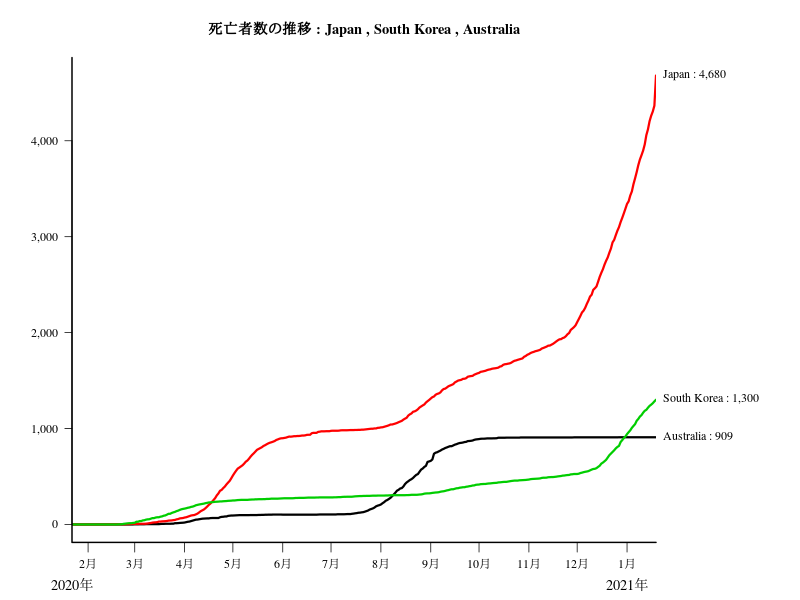 死亡者数の推移 : Japan , South Korea , Australia
Japan : 4,680
4,000
3,000
2,000
South Korea : 1,300
1,000
Australia : 909
0
2月 3月 4月 5月 6月 7月 8月 9月 10月 11月 12月 1月
2020年 2021年